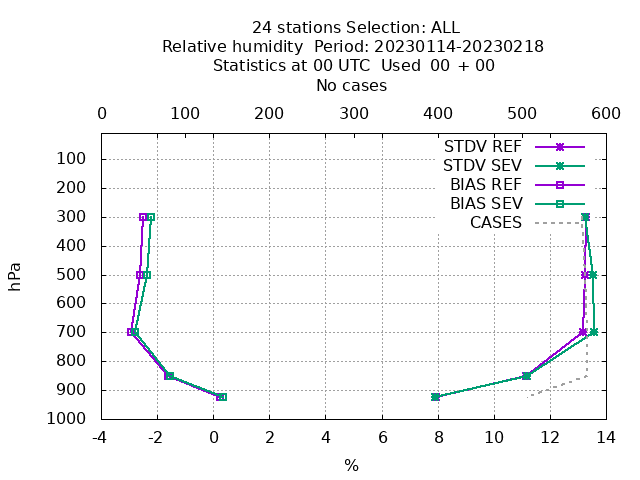 24 stations Selection: ALL
Relative humidity  Period: 20230114-20230218
Statistics at 00 UTC  Used  00 + 00
No cases
0 100 200 300 400 500 600
STDV REF
STDV SEV
BIAS REF
BIAS SEV
CASES
100
200
300
400
500
600
700
800
900
1000
hPa
-4 -2 0 2 4 6 8 10 12 14
%